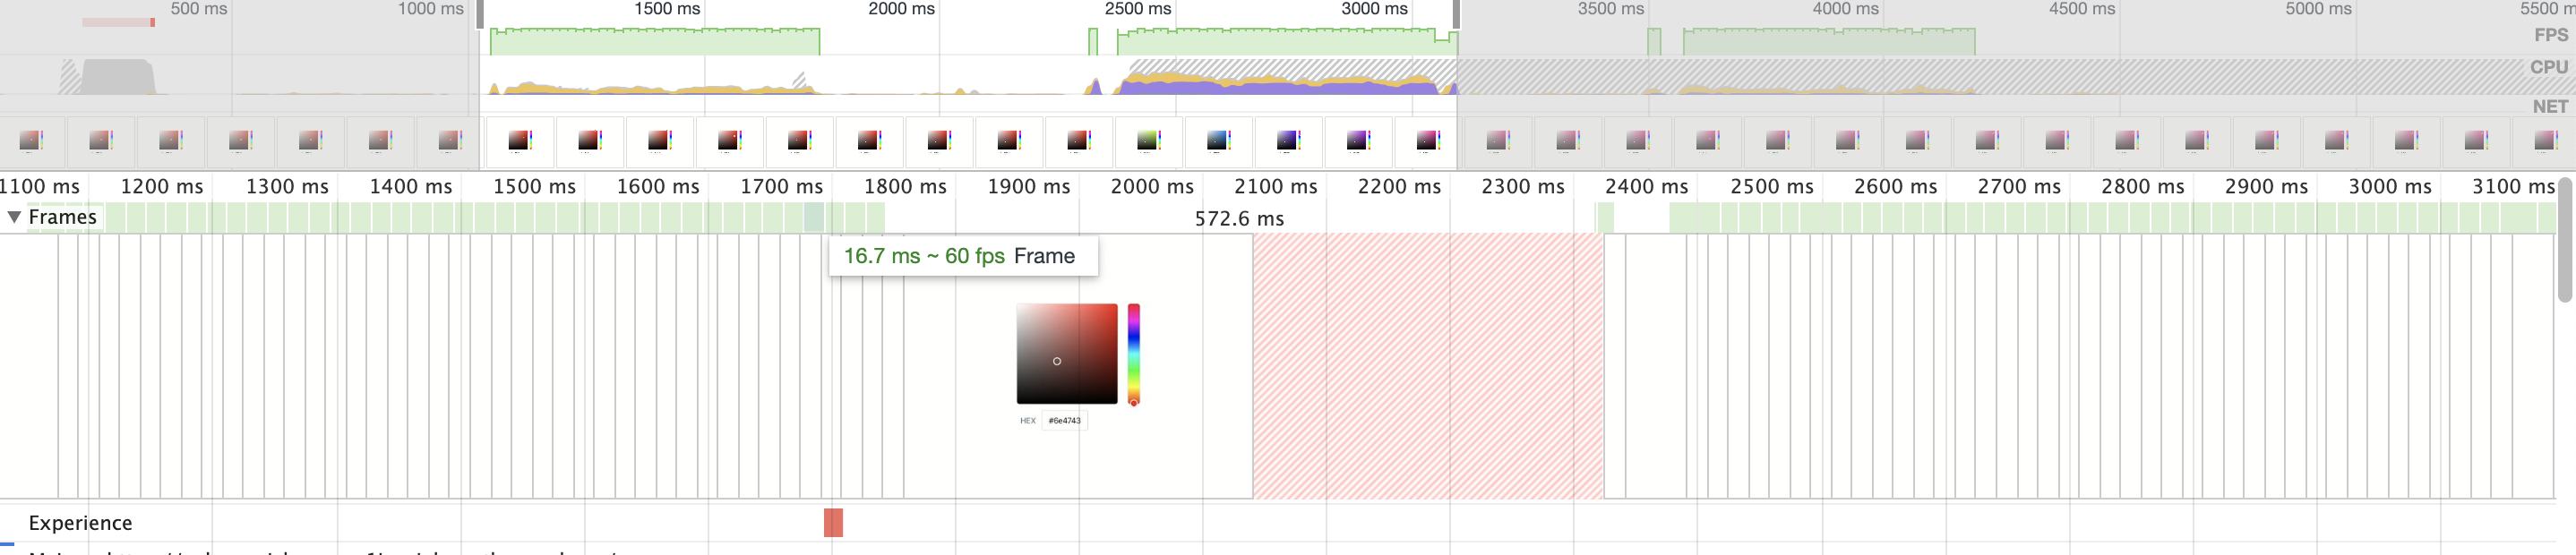 500 ms 1000 ms 1500 ms 2000 ms 2500 ms 3000 ms 3500 ms 4000 ms 4500 ms 5000 ms 5500 m
FPS
CPU
NET
1100 ms 1200 ms 1300 ms 1400 ms 1500 ms 1600 ms 1700 ms 1800 ms 1900 ms 2000 ms 2100 ms 2200 ms 2300 ms 2400 ms 2500 ms 2600 ms 2700 ms 2800 ms 2900 ms 3000 ms 3100 ms
Frames 572.6 ms
16.7 ms ~ 60 fps Frame
HEX #6e4743
Experience